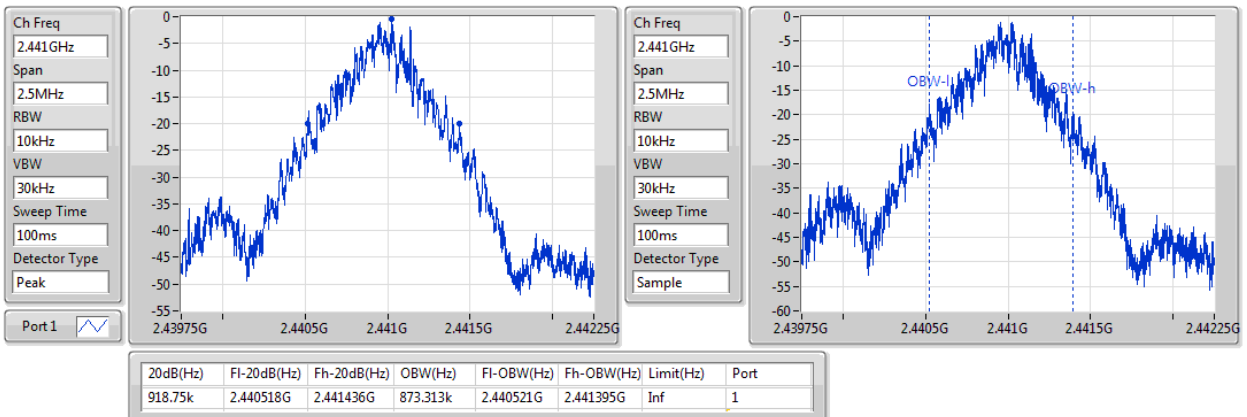 Ch Freq
2.441GHz
Span
2.5MHz
RBW
10kHz
VBW
30kHz
Sweep Time
100ms
Detector Type
Peak
Port 1
0-
-5-
-10-
-15-
-20-
-25-
-30-
-35-
-40-
-45-
-50-
-55-
2.43975G 2.4405G 2.441G 2.4415G 2.44225G
Ch Freq
2.441GHz
Span
2.5MHz
RBW
10kHz
VBW
30kHz
Sweep Time
100ms
Detector Type
Sample
0-
-5-
-10-
-15-
-20-
-25-
-30-
-35-
-40-
-45-
-50-
-55-
-60-
OBW-l OBW-h
2.43975G 2.4405G 2.441G 2.4415G 2.44225G
20dB(Hz) Fl-20dB(Hz) Fh-20dB(Hz) OBW(Hz) Fl-OBW(Hz) Fh-OBW(Hz) Limit(Hz) Port
918.75k 2.440518G 2.441436G 873.313k 2.440521G 2.441395G Inf 1